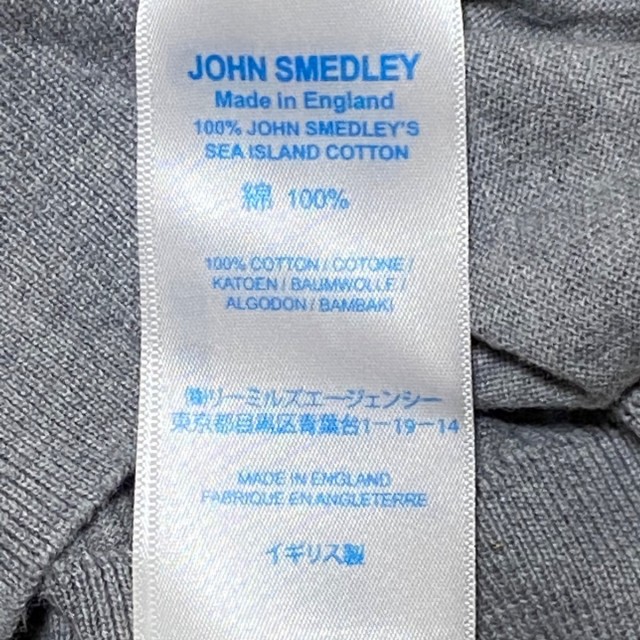 JOHN SMEDLEY
Made in England
100% JOHN SMEDLEY'S
SEA ISLAND COTTON
綿 100%
100% COTTON / COTONE /
KATOEN / BAUMWOLLE /
ALGODON / BAMBAKI
㈱リーミルズエージェンシー
東京都目黒区青葉台1-19-14
MADE IN ENGLAND
FABRIQUE EN ANGLETERRE
イギリス製